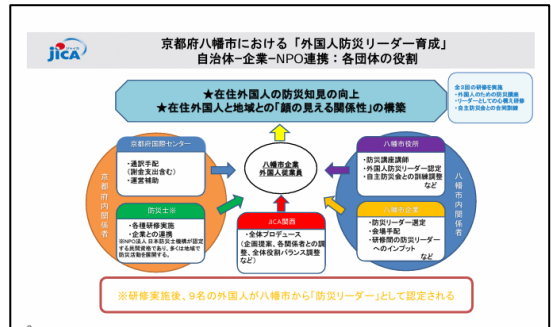 jICA
京都府八幡市における「外国人防災リーダー育成」
自治体−企業−NPO連携：各団体の役割
★在住外国人の防災知見の向上
★在住外国人と地域との「顔の見える関係性」の構築
全3回の研修を実施
・外国人のための防災講座
・リーダーとしての心構え研修
・自主防災会との合同訓練
京都府内関係者
京都府国際センター
・通訳手配
(謝金支出含む)
・運営補助
防災士※
・各種研修実施
・企業との連携
※NPO法人 日本防災士機構が認定
する民間資格であり、多くは地域で
防災活動を展開する。
八幡市企業
外国人従業員
JICA関西
・全体プロデュース
(企画提案、各関係者との調
整、全体役割バランス調整
など)
八幡市役所
・防災講座講師
・外国人防災リーダー認定
・自主防災会との訓練調整
など
八幡市企業
・防災リーダー選定
・会場手配
・研修間の防災リーダー
へのインプット
など
八幡市内関係者
※研修実施後、９名の外国人が八幡市から「防災リーダー」として認定される